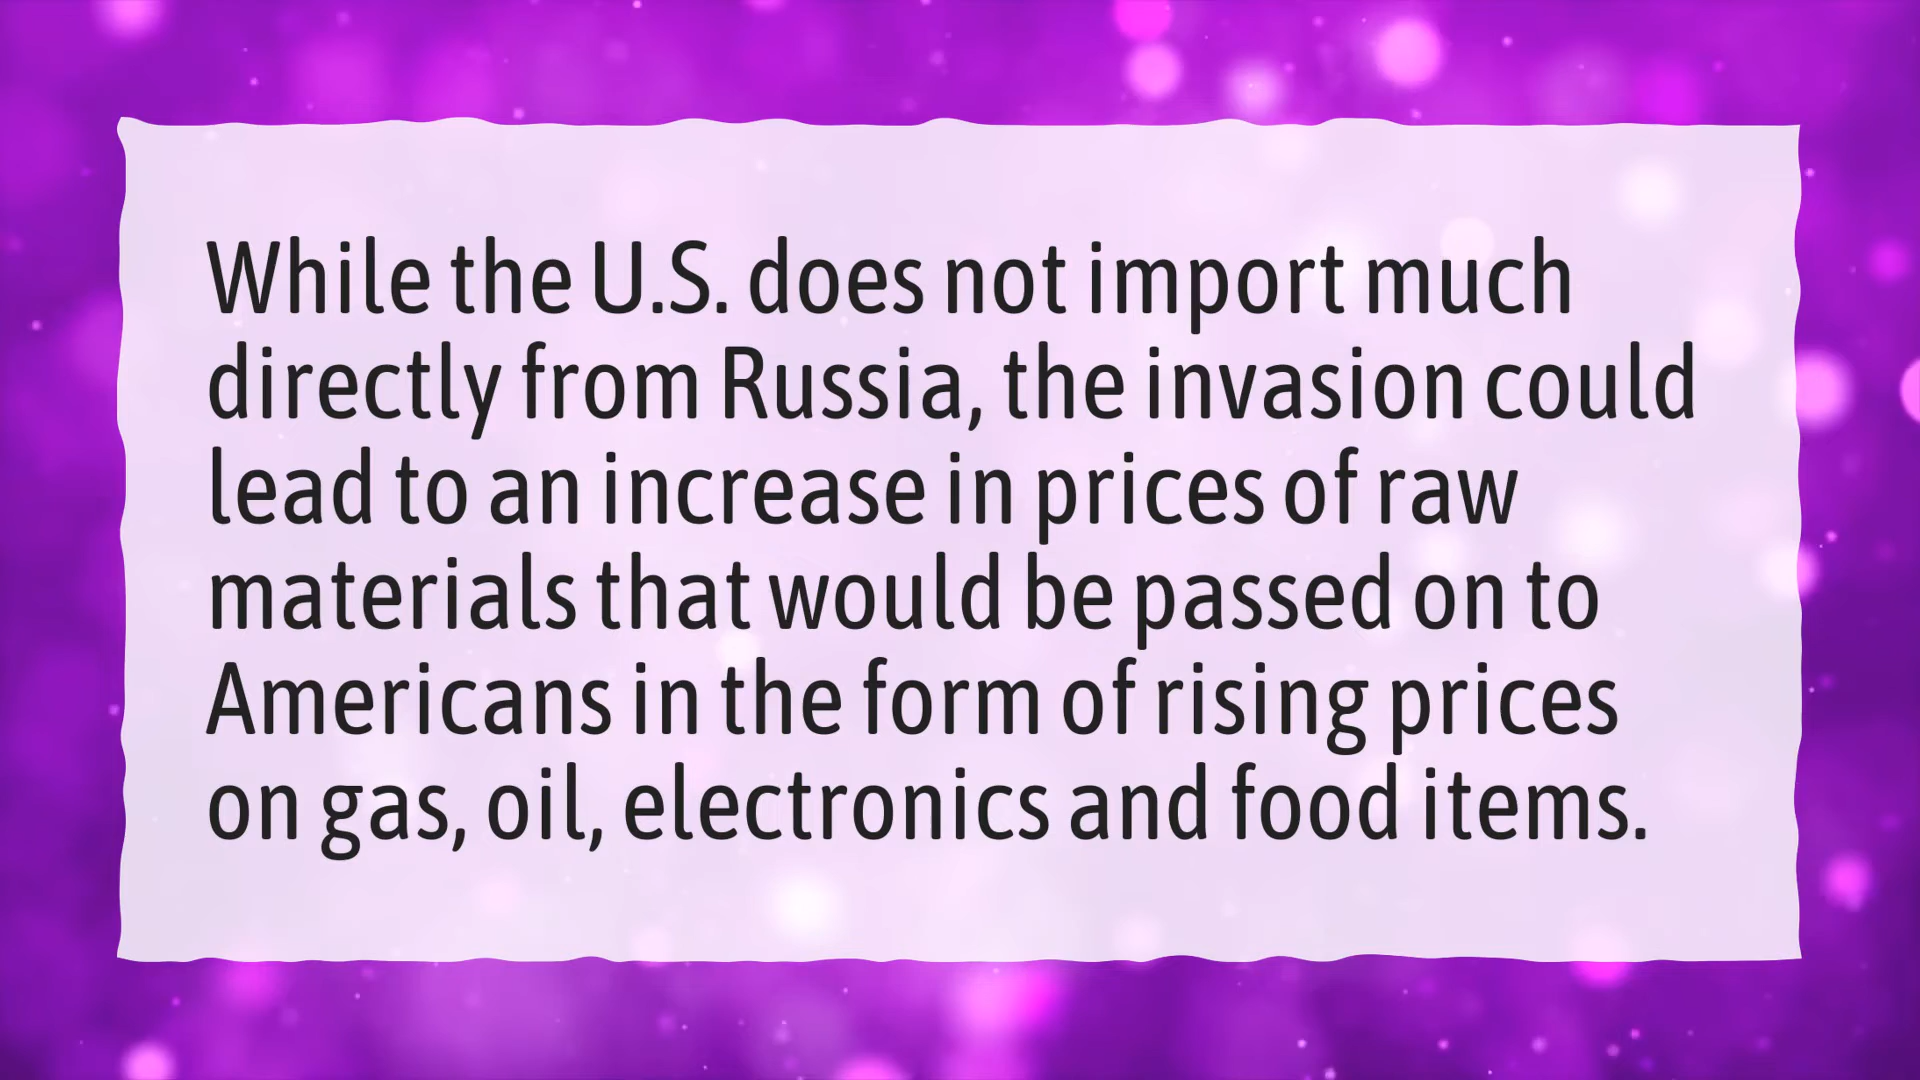 While the U.S. does not import much
directly from Russia, the invasion could
lead to an increase in prices of raw
materials that would be passed on to
Americans in the form of rising prices
on gas, oil, electronics and food items.